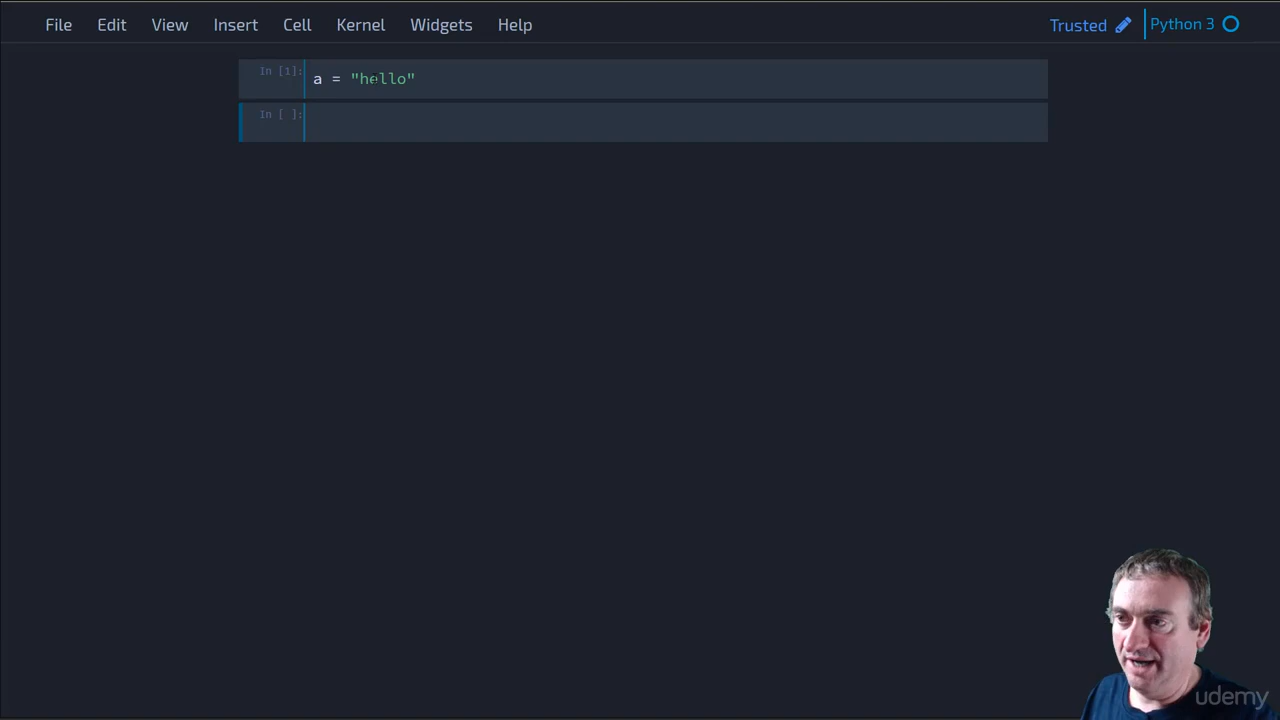 File Edit View Insert Cell Kernel Widgets Help Trusted Python 3
In [1]: a = "hello"
In [ ]:
udemy